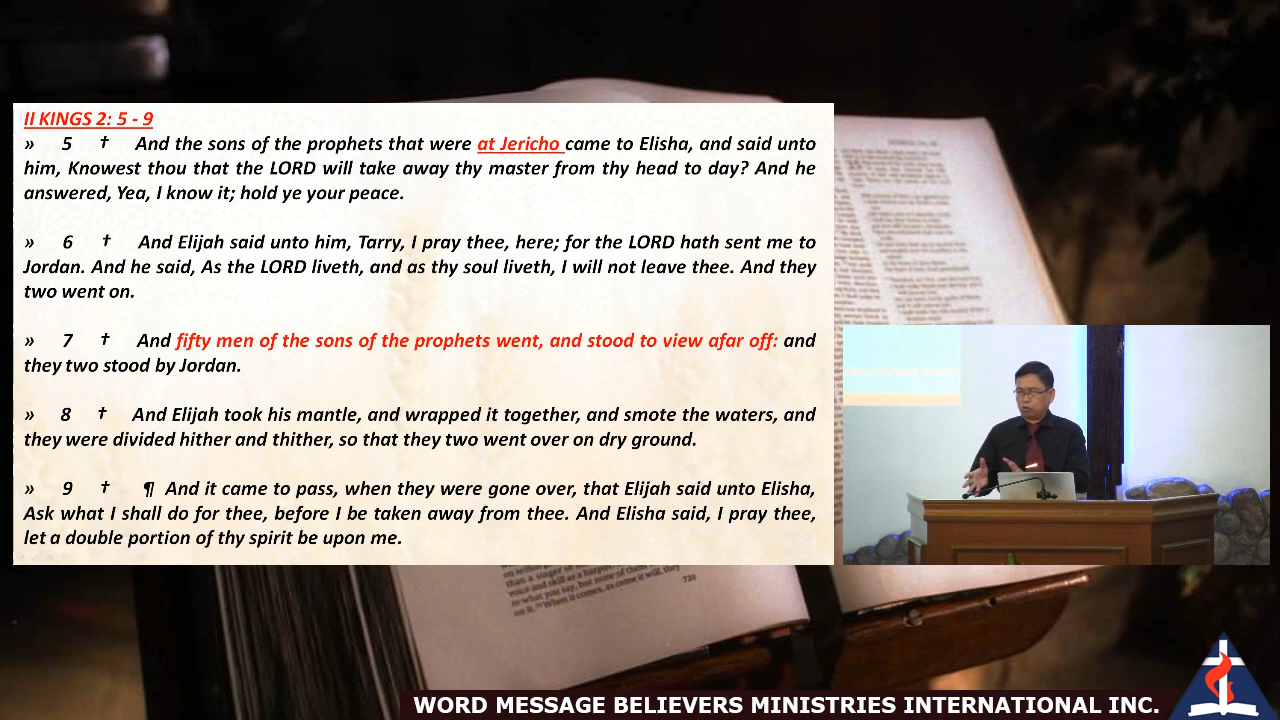 II KINGS 2: 5 - 9
» 5 † And the sons of the prophets that were at Jericho came to Elisha, and said unto
him, Knowest thou that the LORD will take away thy master from thy head to day? And he
answered, Yea, I know it; hold ye your peace.
» 6 † And Elijah said unto him, Tarry, I pray thee, here; for the LORD hath sent me to
Jordan. And he said, As the LORD liveth, and as thy soul liveth, I will not leave thee. And they
two went on.
» 7 † And fifty men of the sons of the prophets went, and stood to view afar off: and
they two stood by Jordan.
» 8 † And Elijah took his mantle, and wrapped it together, and smote the waters, and
they were divided hither and thither, so that they two went over on dry ground.
» 9 † ¶ And it came to pass, when they were gone over, that Elijah said unto Elisha,
Ask what I shall do for thee, before I be taken away from thee. And Elisha said, I pray thee,
let a double portion of thy spirit be upon me.
720
WORD MESSAGE BELIEVERS MINISTRIES INTERNATIONAL INC.